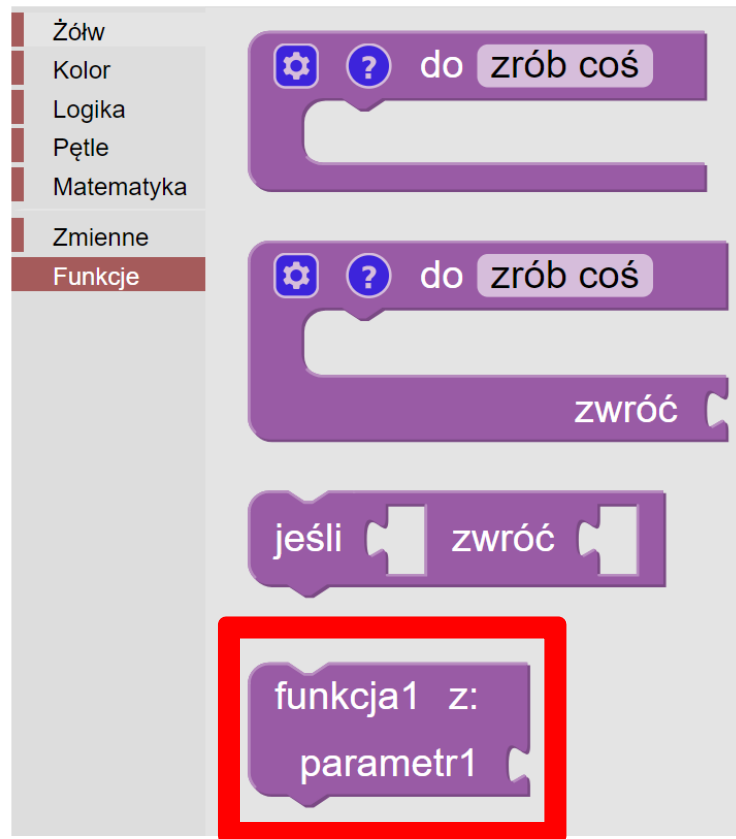 Żółw
Kolor
Logika
Pętle
Matematyka
Zmienne
Funkcje
? do zrób coś
? do zrób coś
zwróć
jeśli zwróć
funkcja1 z:
parametr1